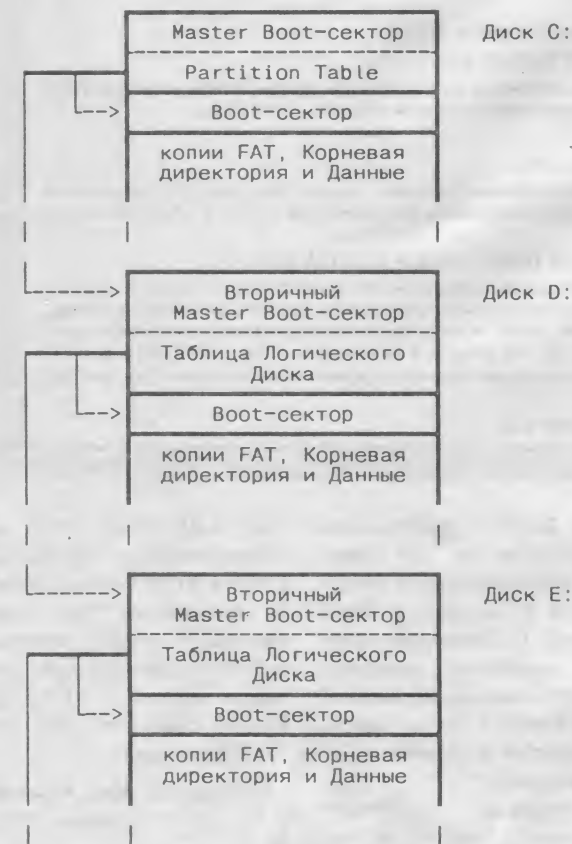 Master Boot-сектор
Диск C:
Partition Table
Boot-сектор
копии FAT, Корневая
директория и Данные
Вторичный
Диск D:
Master Boot-сектор
Таблица Логического
Диска
Boot-сектор
копии FAT, Корневая
директория и Данные
Вторичный
Диск E:
Master Boot-сектор
Таблица Логического
Диска
Boot-сектор
копии FAT, Корневая
директория и Данные